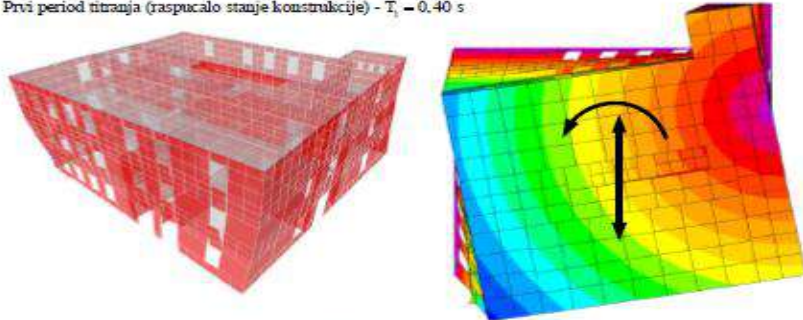 Prvi period titranja (raspucalo stanje konstrukcije) - T₁ = 0,40 s